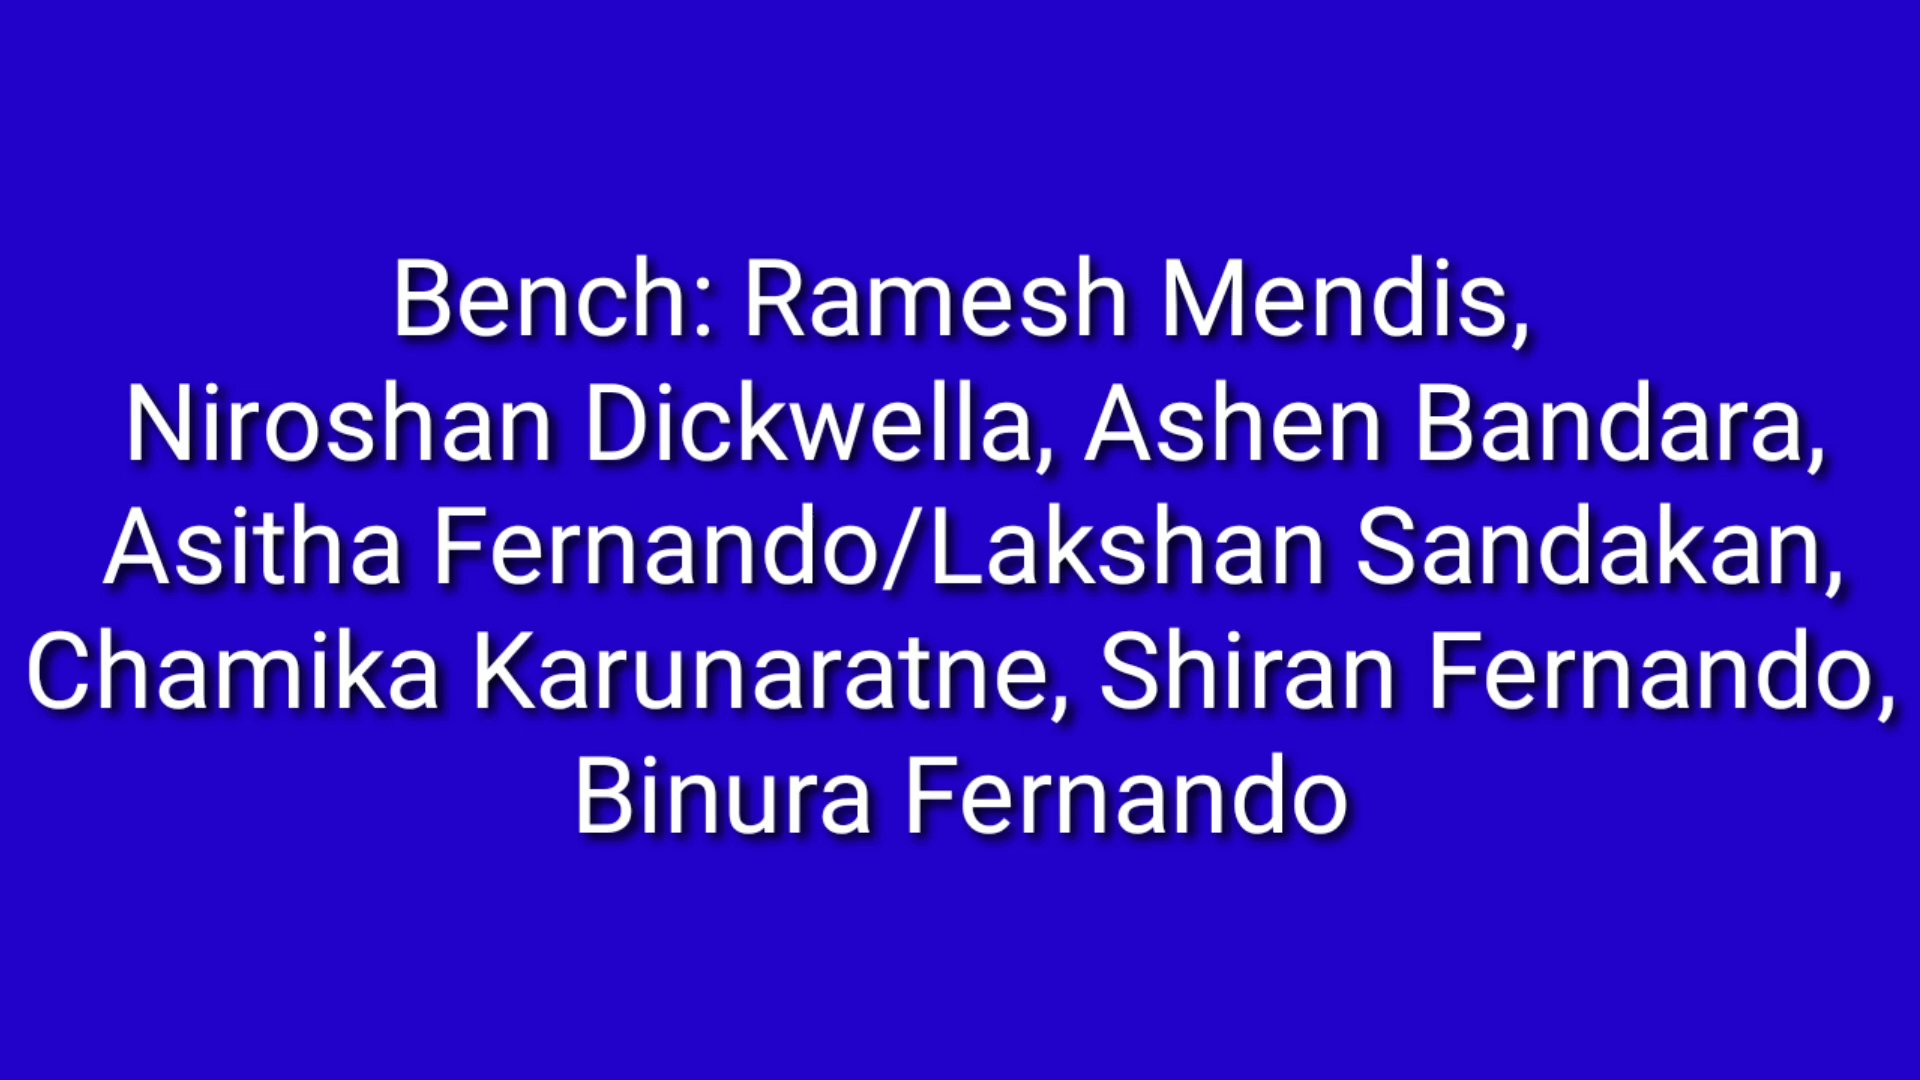 Bench: Ramesh Mendis,
Niroshan Dickwella, Ashen Bandara,
Asitha Fernando/Lakshan Sandakan,
Chamika Karunaratne, Shiran Fernando,
Binura Fernando